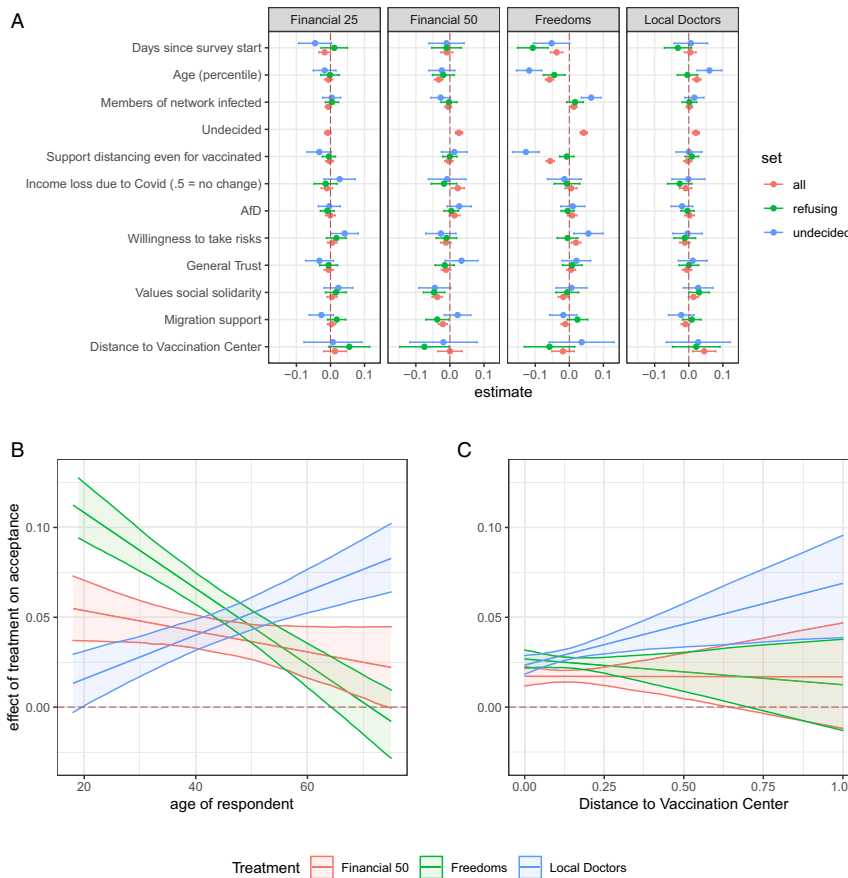 A
Financial 25 Financial 50 Freedoms Local Doctors
Days since survey start
Age (percentile)
Members of network infected
Undecided
Support distancing even for vaccinated
Income loss due to Covid (.5 = no change)
AfD
Willingness to take risks
General Trust
Values social solidarity
Migration support
Distance to Vaccination Center
−0.1 0.0 0.1 −0.1 0.0 0.1 −0.1 0.0 0.1 −0.1 0.0 0.1
estimate
set
all
refusing
undecided
B
effect of treatment on acceptance
0.10
0.05
0.00
20 40 60
age of respondent
C
0.10
0.05
0.00
0.00 0.25 0.50 0.75 1.0
Distance to Vaccination Center
Treatment Financial 50 Freedoms Local Doctors